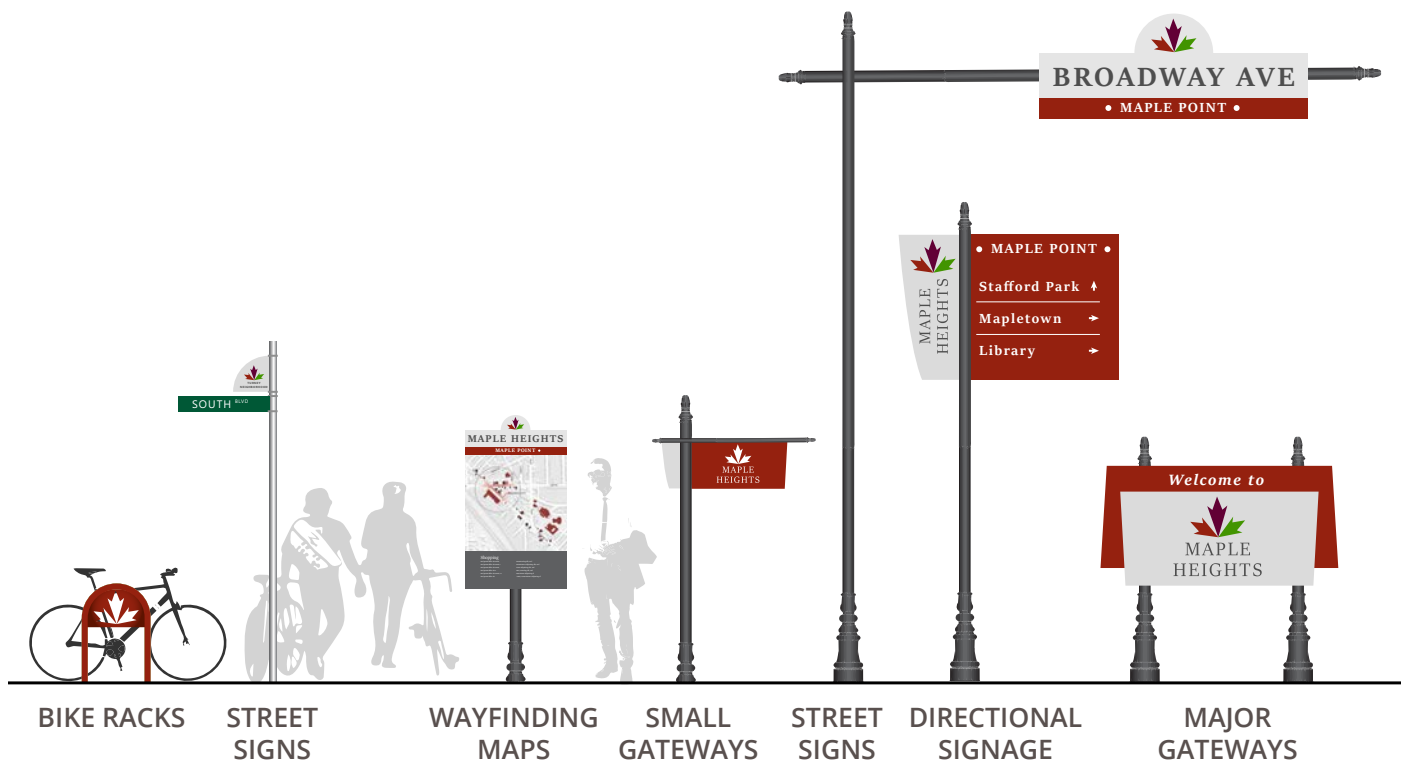 BROADWAY AVE
• MAPLE POINT •
MAPLE
HEIGHTS
• MAPLE POINT •
Stafford Park
Mapletown
Library
SOUTH BLVD
MAPLE HEIGHTS
MAPLE POINT •
Shopping
MAPLE
HEIGHTS
Welcome to
MAPLE
HEIGHTS
BIKE RACKS
STREET
SIGNS
WAYFINDING
MAPS
SMALL
GATEWAYS
STREET
SIGNS
DIRECTIONAL
SIGNAGE
MAJOR
GATEWAYS